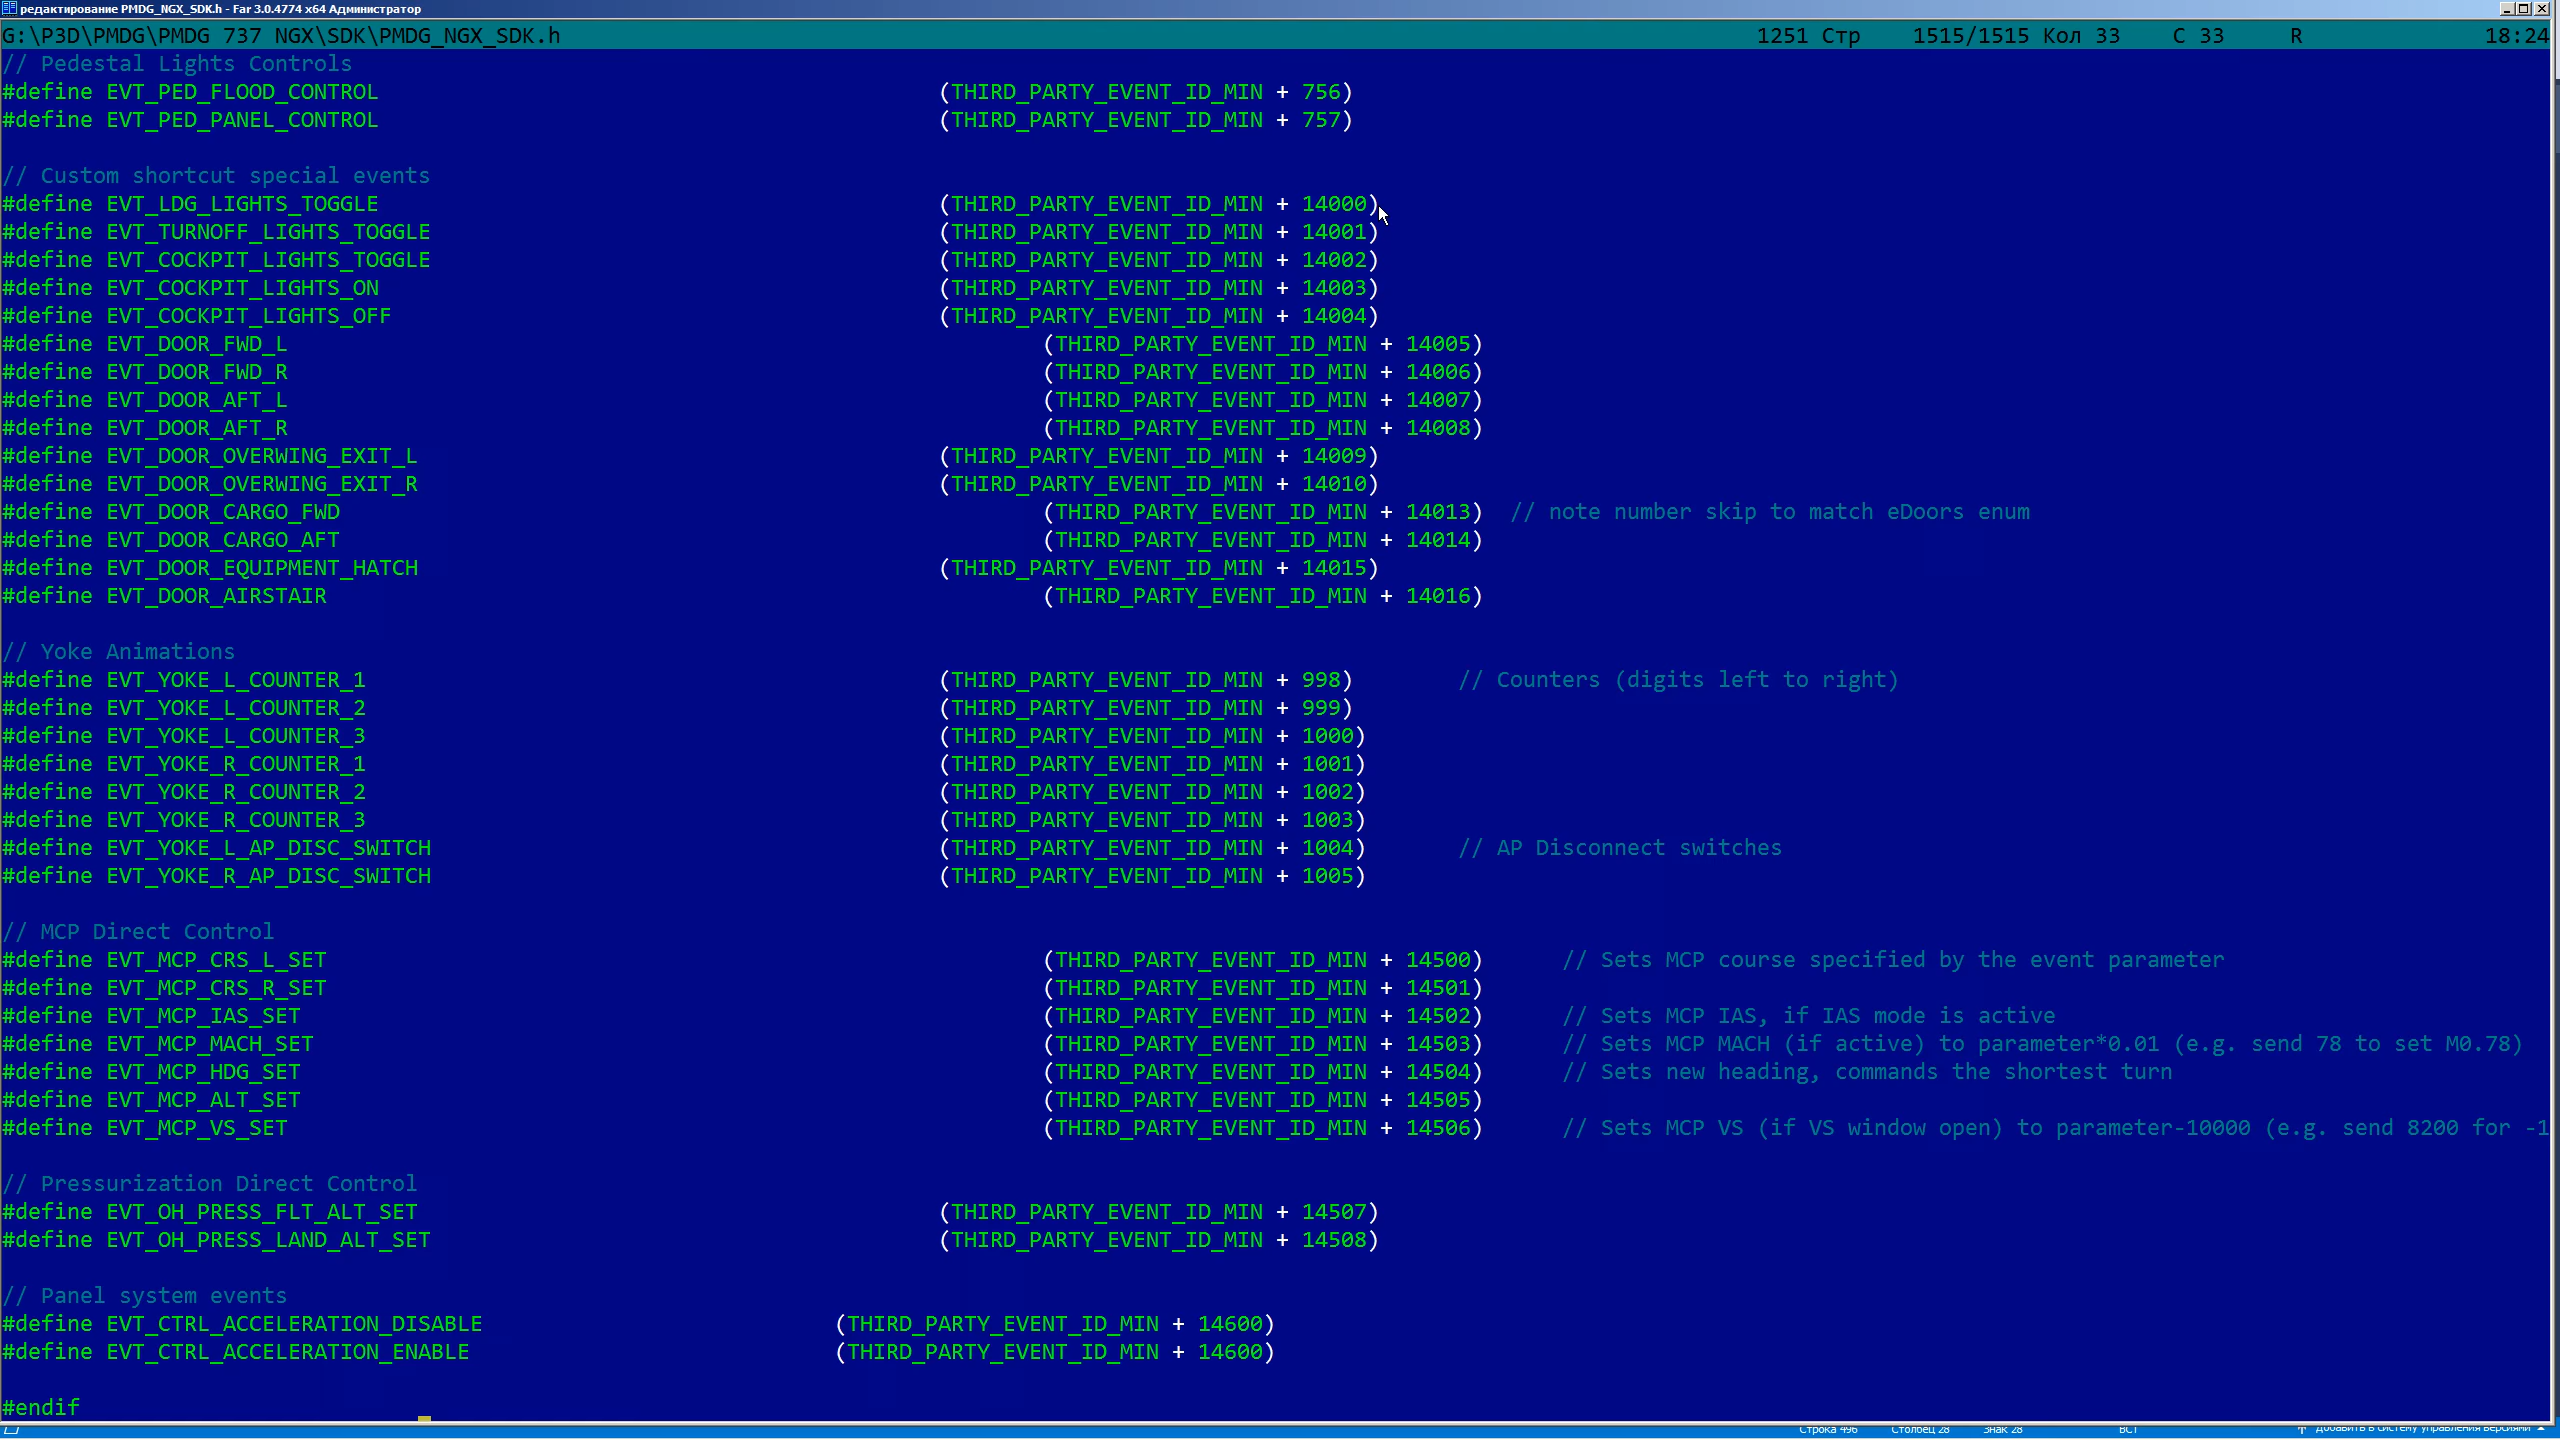 редактирование PMDG_NGX_SDK.h - Far 3.0.4774 x64 Администратор
G:\P3D\PMDG\PMDG 737 NGX\SDK\PMDG_NGX_SDK.h 1251 Стр 1515/1515 Кол 33 С 33 R 18:24
// Pedestal Lights Controls
#define EVT_PED_FLOOD_CONTROL (THIRD_PARTY_EVENT_ID_MIN + 756)
#define EVT_PED_PANEL_CONTROL (THIRD_PARTY_EVENT_ID_MIN + 757)
// Custom shortcut special events
#define EVT_LDG_LIGHTS_TOGGLE (THIRD_PARTY_EVENT_ID_MIN + 14000)
#define EVT_TURNOFF_LIGHTS_TOGGLE (THIRD_PARTY_EVENT_ID_MIN + 14001)
#define EVT_COCKPIT_LIGHTS_TOGGLE (THIRD_PARTY_EVENT_ID_MIN + 14002)
#define EVT_COCKPIT_LIGHTS_ON (THIRD_PARTY_EVENT_ID_MIN + 14003)
#define EVT_COCKPIT_LIGHTS_OFF (THIRD_PARTY_EVENT_ID_MIN + 14004)
#define EVT_DOOR_FWD_L (THIRD_PARTY_EVENT_ID_MIN + 14005)
#define EVT_DOOR_FWD_R (THIRD_PARTY_EVENT_ID_MIN + 14006)
#define EVT_DOOR_AFT_L (THIRD_PARTY_EVENT_ID_MIN + 14007)
#define EVT_DOOR_AFT_R (THIRD_PARTY_EVENT_ID_MIN + 14008)
#define EVT_DOOR_OVERWING_EXIT_L (THIRD_PARTY_EVENT_ID_MIN + 14009)
#define EVT_DOOR_OVERWING_EXIT_R (THIRD_PARTY_EVENT_ID_MIN + 14010)
#define EVT_DOOR_CARGO_FWD (THIRD_PARTY_EVENT_ID_MIN + 14013) // note number skip to match eDoors enum
#define EVT_DOOR_CARGO_AFT (THIRD_PARTY_EVENT_ID_MIN + 14014)
#define EVT_DOOR_EQUIPMENT_HATCH (THIRD_PARTY_EVENT_ID_MIN + 14015)
#define EVT_DOOR_AIRSTAIR (THIRD_PARTY_EVENT_ID_MIN + 14016)
// Yoke Animations
#define EVT_YOKE_L_COUNTER_1 (THIRD_PARTY_EVENT_ID_MIN + 998) // Counters (digits left to right)
#define EVT_YOKE_L_COUNTER_2 (THIRD_PARTY_EVENT_ID_MIN + 999)
#define EVT_YOKE_L_COUNTER_3 (THIRD_PARTY_EVENT_ID_MIN + 1000)
#define EVT_YOKE_R_COUNTER_1 (THIRD_PARTY_EVENT_ID_MIN + 1001)
#define EVT_YOKE_R_COUNTER_2 (THIRD_PARTY_EVENT_ID_MIN + 1002)
#define EVT_YOKE_R_COUNTER_3 (THIRD_PARTY_EVENT_ID_MIN + 1003)
#define EVT_YOKE_L_AP_DISC_SWITCH (THIRD_PARTY_EVENT_ID_MIN + 1004) // AP Disconnect switches
#define EVT_YOKE_R_AP_DISC_SWITCH (THIRD_PARTY_EVENT_ID_MIN + 1005)
// MCP Direct Control
#define EVT_MCP_CRS_L_SET (THIRD_PARTY_EVENT_ID_MIN + 14500) // Sets MCP course specified by the event parameter
#define EVT_MCP_CRS_R_SET (THIRD_PARTY_EVENT_ID_MIN + 14501)
#define EVT_MCP_IAS_SET (THIRD_PARTY_EVENT_ID_MIN + 14502) // Sets MCP IAS, if IAS mode is active
#define EVT_MCP_MACH_SET (THIRD_PARTY_EVENT_ID_MIN + 14503) // Sets MCP MACH (if active) to parameter*0.01 (e.g. send 78 to set M0.78)
#define EVT_MCP_HDG_SET (THIRD_PARTY_EVENT_ID_MIN + 14504) // Sets new heading, commands the shortest turn
#define EVT_MCP_ALT_SET (THIRD_PARTY_EVENT_ID_MIN + 14505)
#define EVT_MCP_VS_SET (THIRD_PARTY_EVENT_ID_MIN + 14506) // Sets MCP VS (if VS window open) to parameter-10000 (e.g. send 8200 for -1
// Pressurization Direct Control
#define EVT_OH_PRESS_FLT_ALT_SET (THIRD_PARTY_EVENT_ID_MIN + 14507)
#define EVT_OH_PRESS_LAND_ALT_SET (THIRD_PARTY_EVENT_ID_MIN + 14508)
// Panel system events
#define EVT_CTRL_ACCELERATION_DISABLE (THIRD_PARTY_EVENT_ID_MIN + 14600)
#define EVT_CTRL_ACCELERATION_ENABLE (THIRD_PARTY_EVENT_ID_MIN + 14600)
#endif
Строка 496 Столбец 28 Знак 28 ВСТ Добавить в систему управления версиями